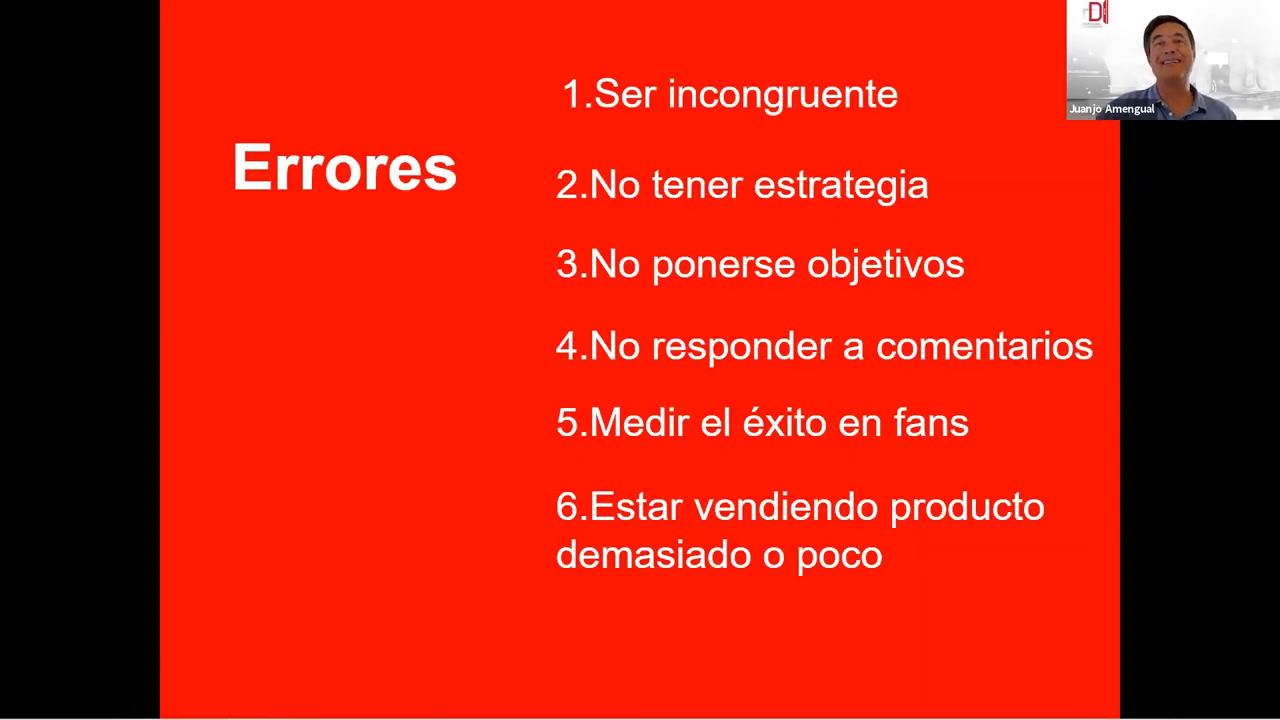 Errores
1.Ser incongruente
2.No tener estrategia
3.No ponerse objetivos
4.No responder a comentarios
5.Medir el éxito en fans
6.Estar vendiendo producto
demasiado o poco
D
Juanjo Amengual